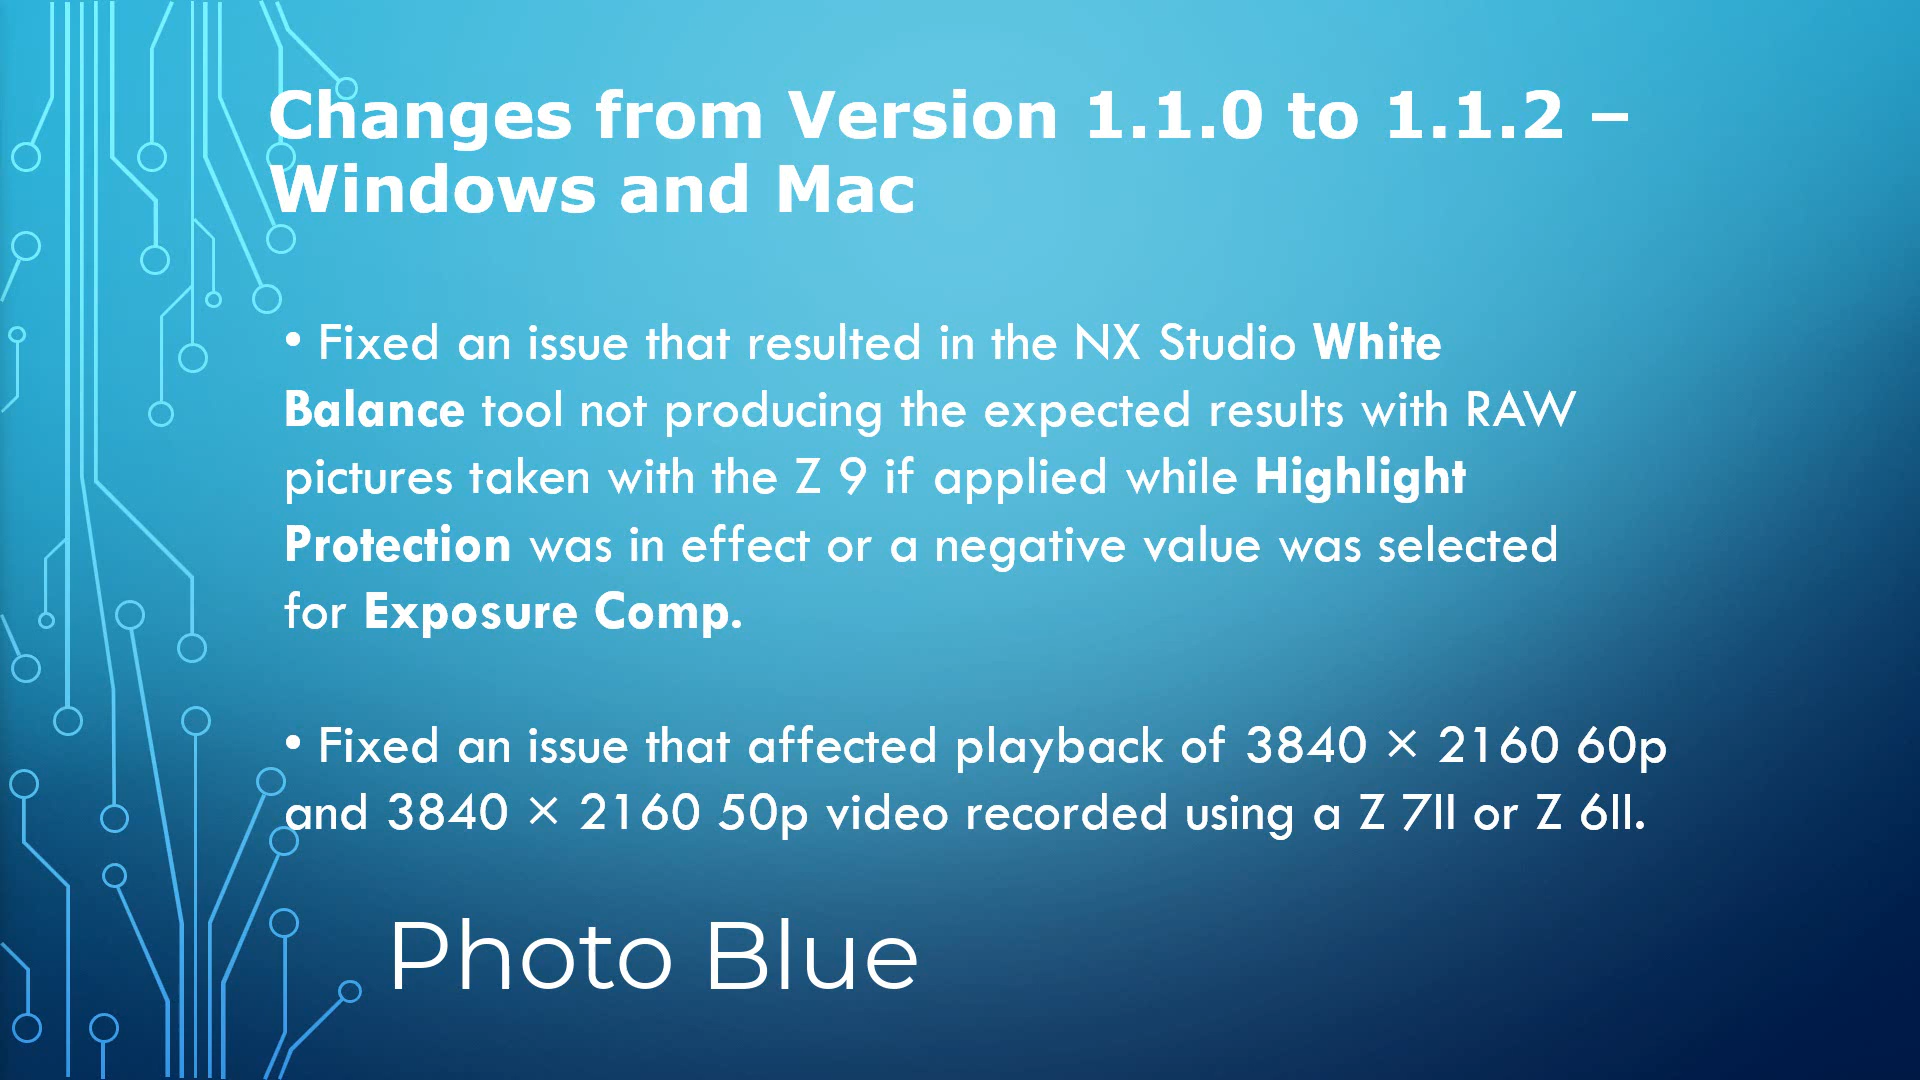 Changes from Version 1.1.0 to 1.1.2 –
Windows and Mac
• Fixed an issue that resulted in the NX Studio White
Balance tool not producing the expected results with RAW
pictures taken with the Z 9 if applied while Highlight
Protection was in effect or a negative value was selected
for Exposure Comp.
• Fixed an issue that affected playback of 3840 × 2160 60p
and 3840 × 2160 50p video recorded using a Z 7II or Z 6II.
Photo Blue